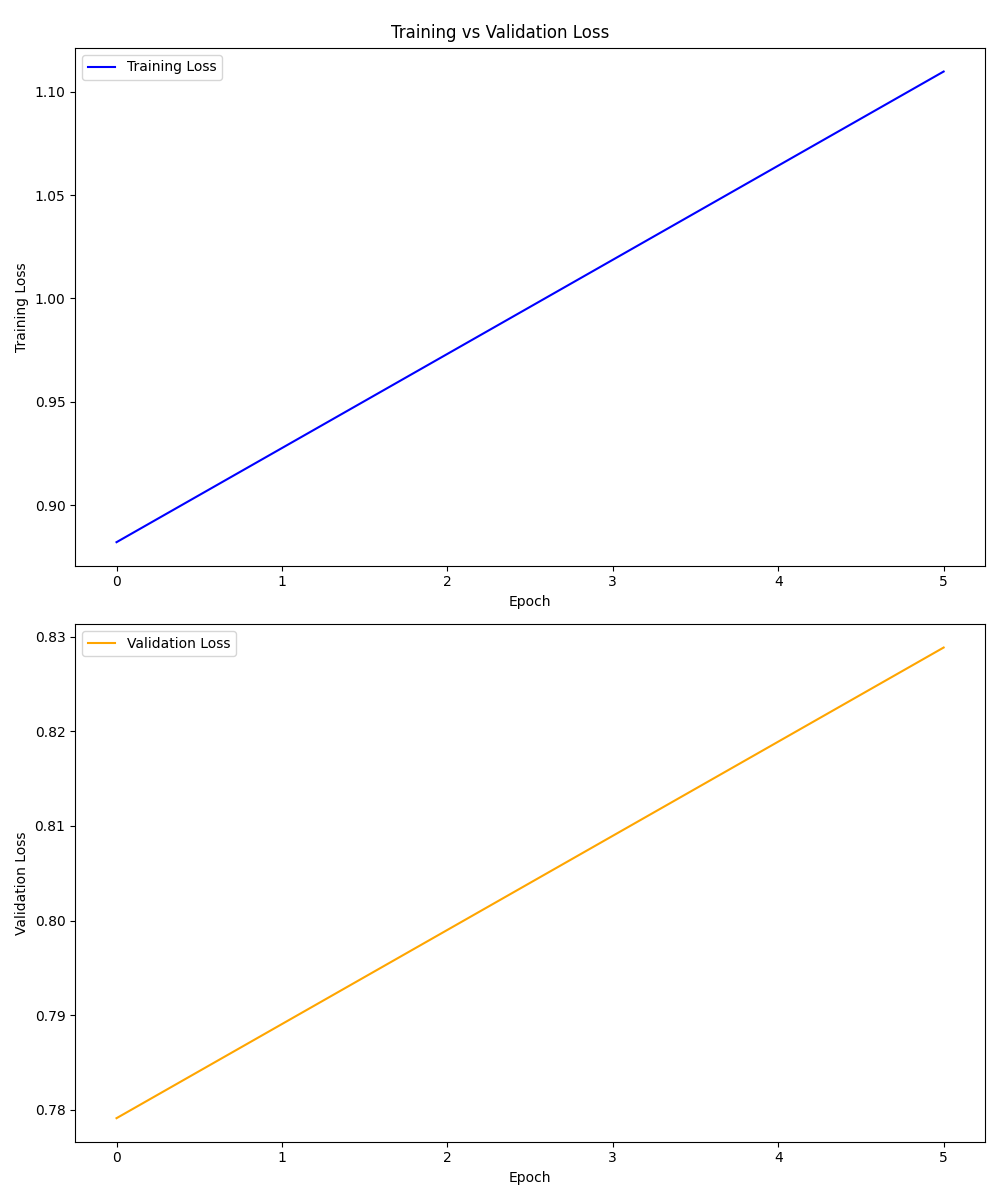 Training vs Validation Loss
Training Loss
1.10
1.05
1.00
0.95
0.90
Training Loss
0 1 2 3 4 5
Epoch
Validation Loss
0.83
0.82
0.81
0.80
0.79
0.78
Validation Loss
0 1 2 3 4 5
Epoch